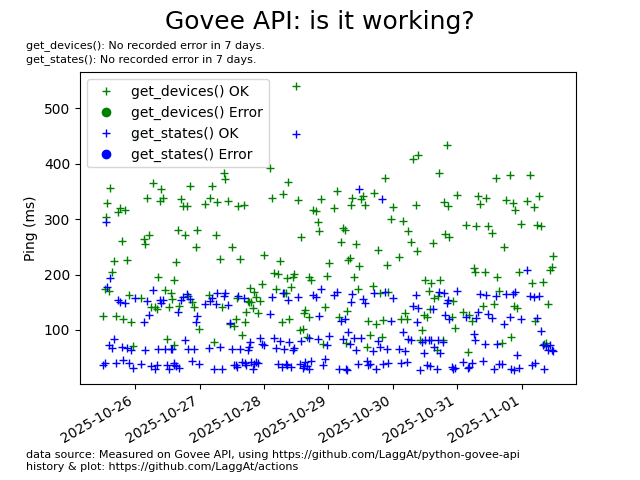 Govee API: is it working?
get_devices(): No recorded error in 7 days.
get_states(): No recorded error in 7 days.
get_devices() OK
get_devices() Error
get_states() OK
get_states() Error
Ping (ms)
500
400
300
200
100
2025-10-26
2025-10-27
2025-10-28
2025-10-29
2025-10-30
2025-10-31
2025-11-01
data source: Measured on Govee API, using https://github.com/LaggAt/python-govee-api
history & plot: https://github.com/LaggAt/actions